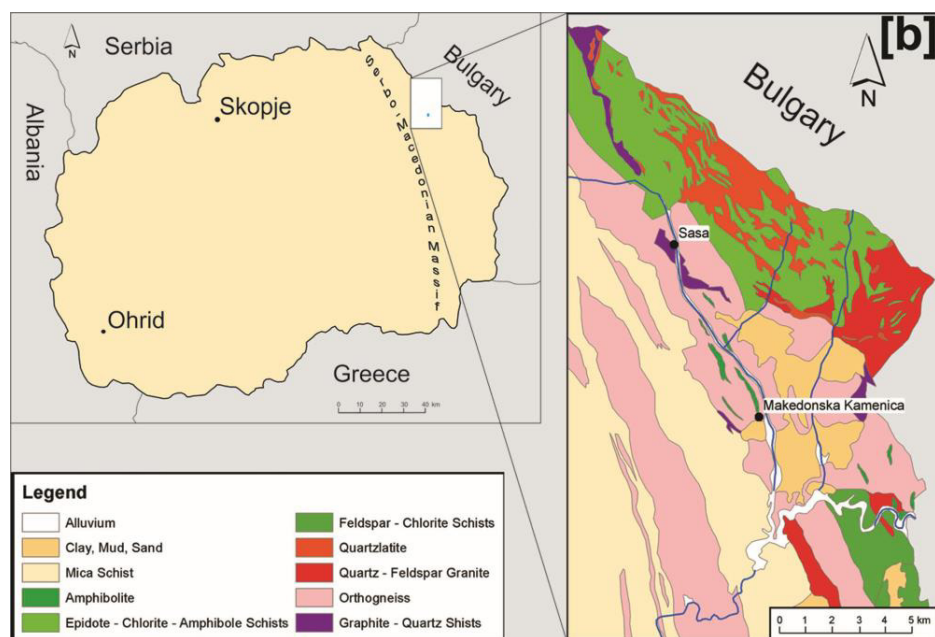 N
Serbia
Bulgary
Albania
Skopje
Serbo-Macedonian Massif
Ohrid
Greece
0 10 20 30 40 km
[b]
N
Bulgary
Sasa
Makedonska Kamenica
0 1 2 3 4 5 km
Legend
Alluvium
Clay, Mud, Sand
Mica Schist
Amphibolite
Epidote - Chlorite - Amphibole Schists
Feldspar - Chlorite Schists
Quartzlatite
Quartz - Feldspar Granite
Orthogneiss
Graphite - Quartz Shists